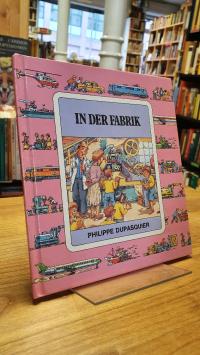 IN DER FABRIK
PHILIPPE DUPASQUIER